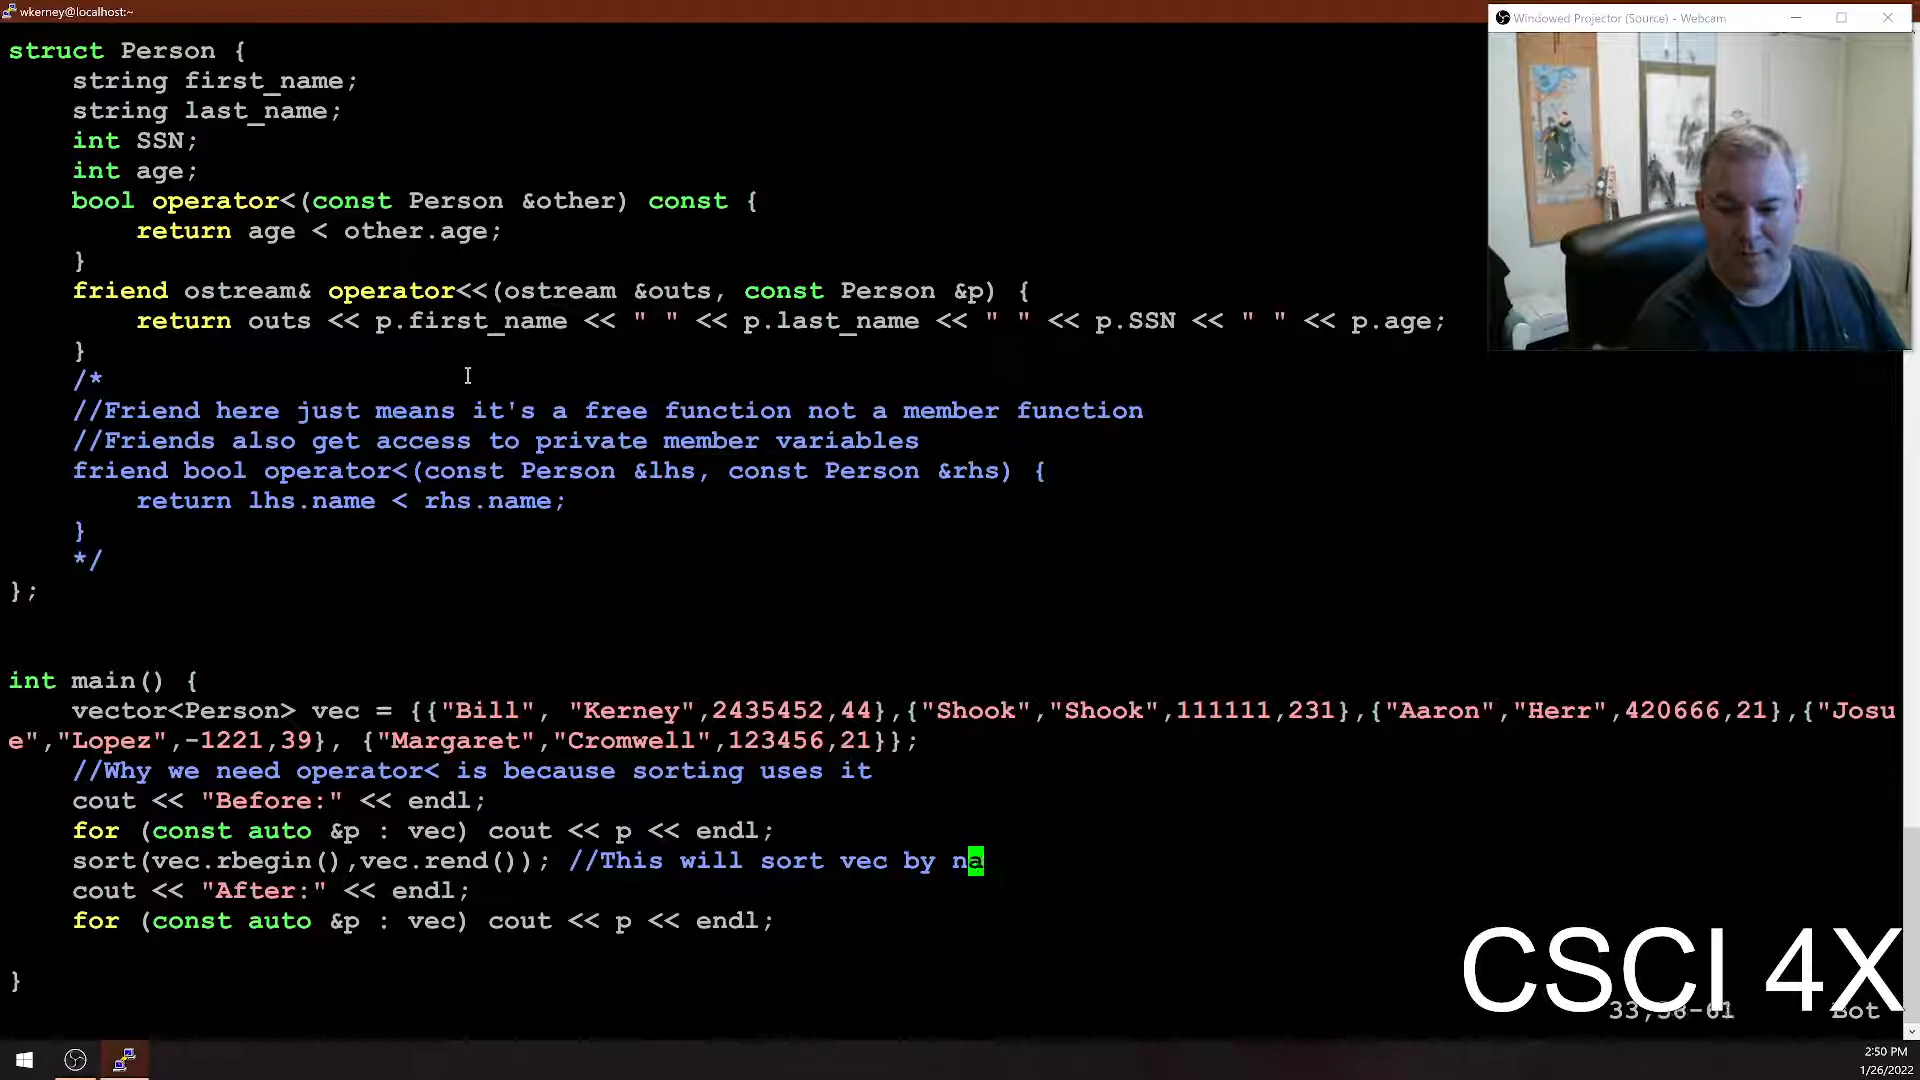 wkerney@localhost:~
Windowed Projector (Source) - Webcam
struct Person {
    string first_name;
    string last_name;
    int SSN;
    int age;
    bool operator<(const Person &other) const {
        return age < other.age;
    }
    friend ostream& operator<<(ostream &outs, const Person &p) {
        return outs << p.first_name << " " << p.last_name << " " << p.SSN << " " << p.age;
    }
    /*
    //Friend here just means it's a free function not a member function
    //Friends also get access to private member variables
    friend bool operator<(const Person &lhs, const Person &rhs) {
        return lhs.name < rhs.name;
    }
    */
};
int main() {
    vector<Person> vec = {{"Bill", "Kerney",2435452,44},{"Shook","Shook",111111,231},{"Aaron","Herr",420666,21},{"Josu
e","Lopez",-1221,39}, {"Margaret","Cromwell",123456,21}};
    //Why we need operator< is because sorting uses it
    cout << "Before:" << endl;
    for (const auto &p : vec) cout << p << endl;
    sort(vec.rbegin(),vec.rend()); //This will sort vec by na
    cout << "After:" << endl;
    for (const auto &p : vec) cout << p << endl;
}
CSCI 4X
Bot
2:50 PM
1/26/2022